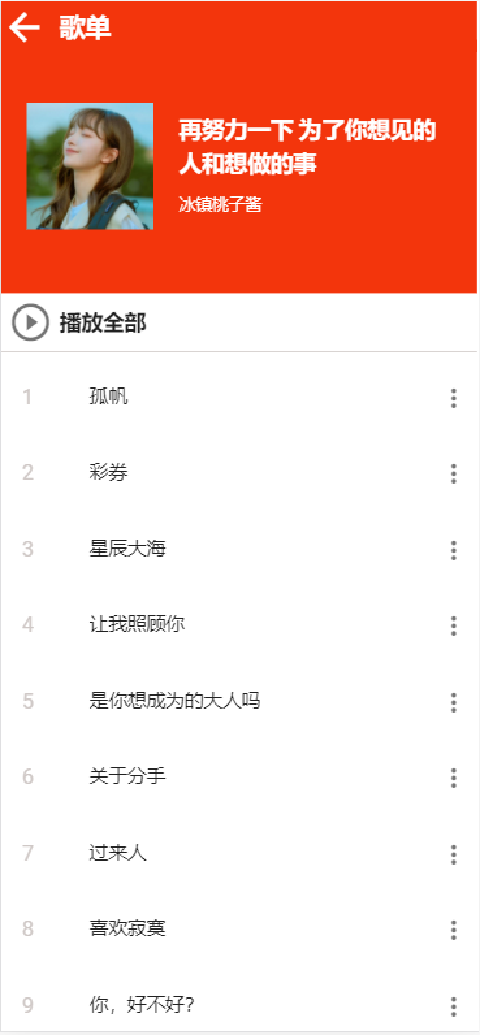 歌单
再努力一下 为了你想见的
人和想做的事
冰镇桃子酱
播放全部
1 孤帆
2 彩券
3 星辰大海
4 让我照顾你
5 是你想成为的大人吗
6 关于分手
7 过来人
8 喜欢寂寞
9 你，好不好？